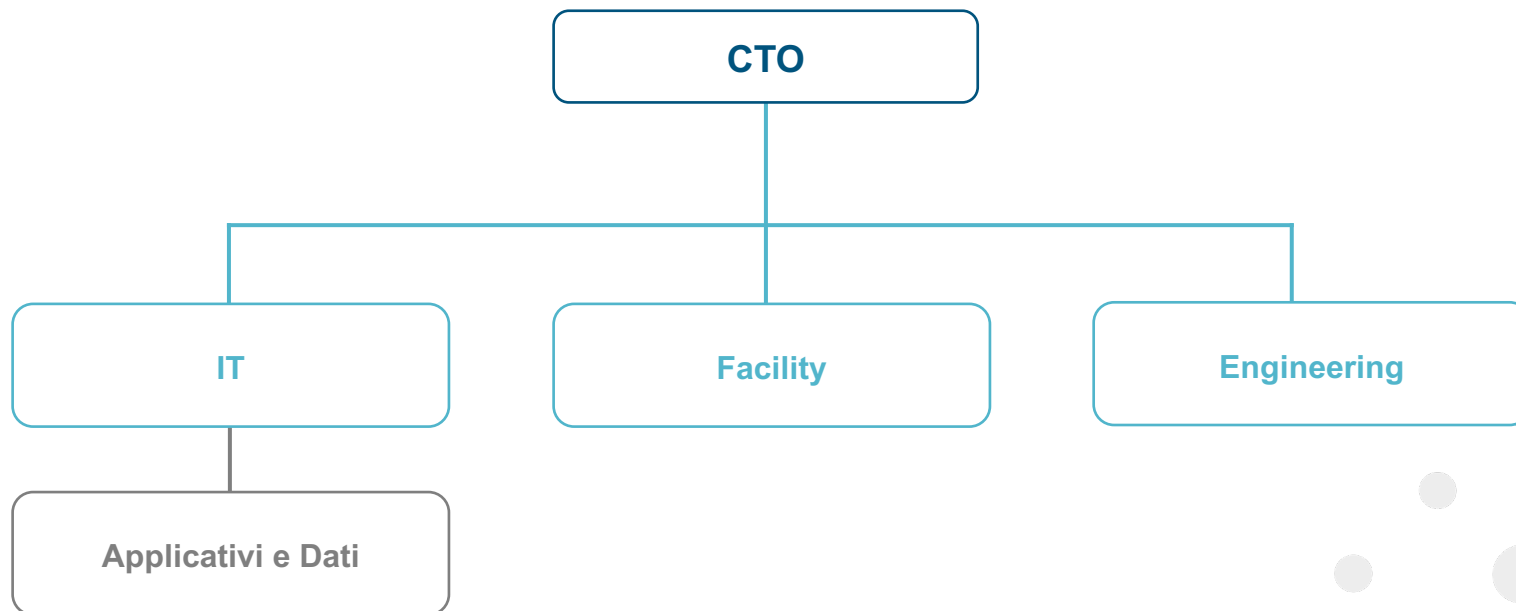 CTO
IT
Facility
Engineering
Applicativi e Dati